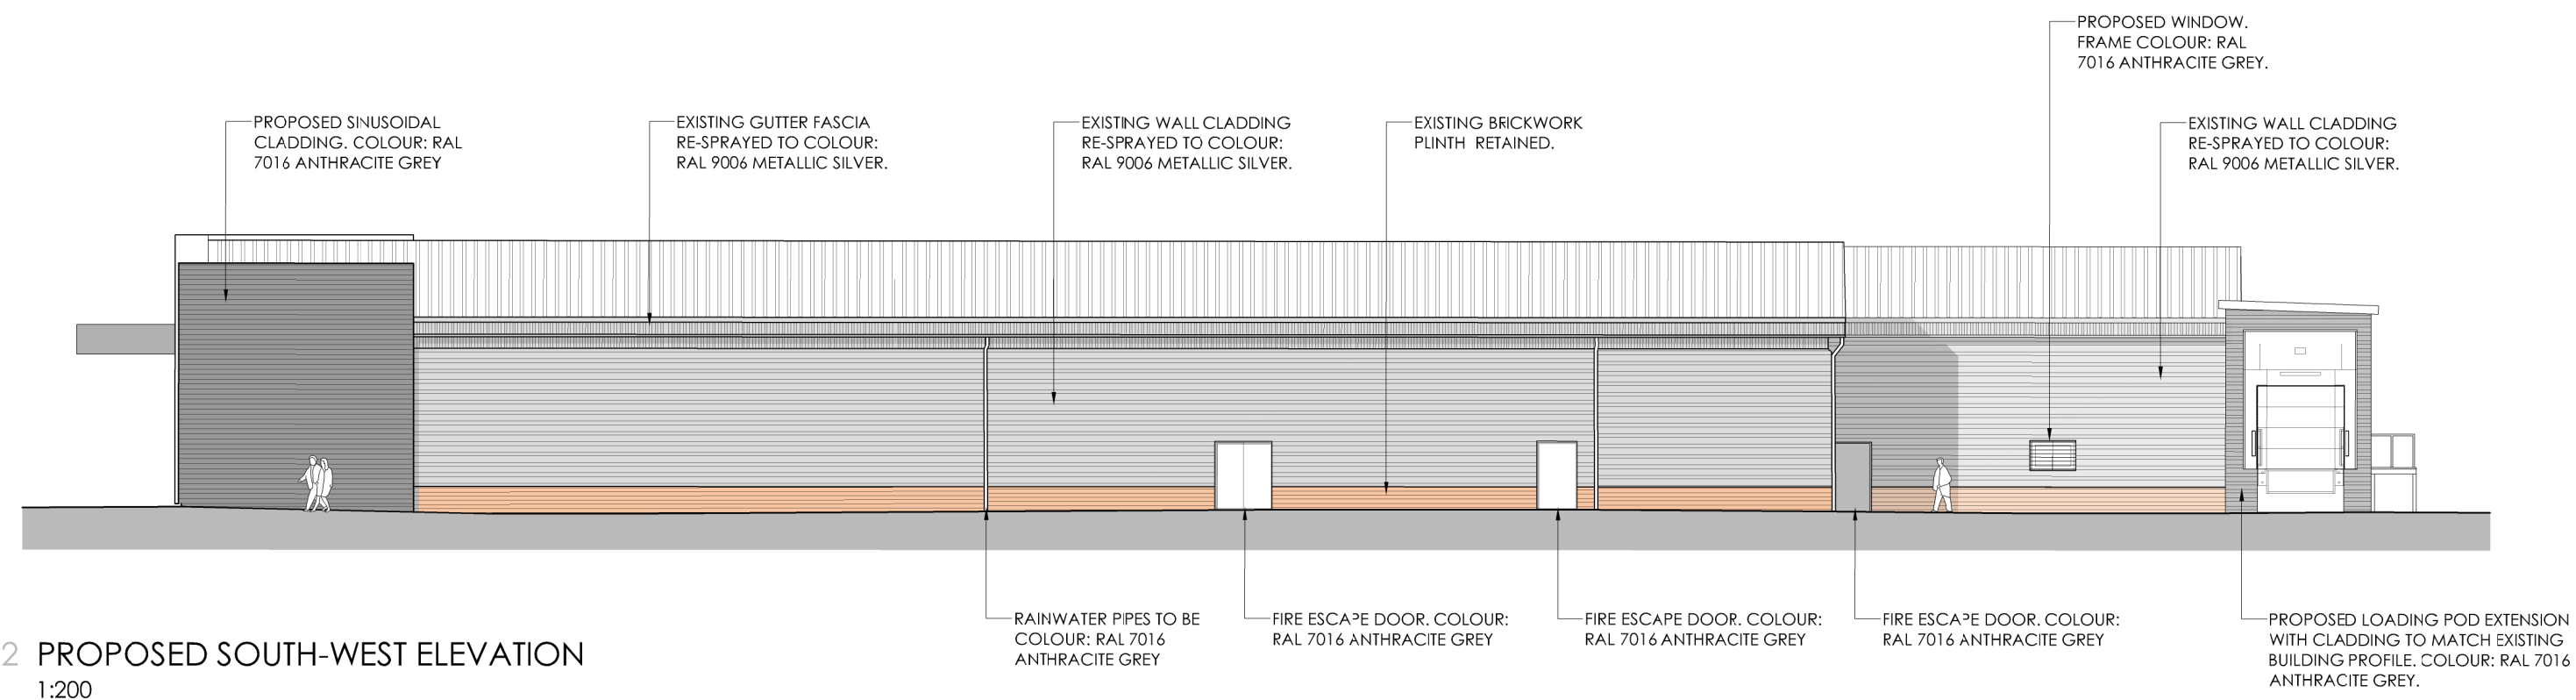 PROPOSED WINDOW.
FRAME COLOUR: RAL
7016 ANTHRACITE GREY.
PROPOSED SINUSOIDAL
CLADDING. COLOUR: RAL
7016 ANTHRACITE GREY
EXISTING GUTTER FASCIA
RE-SPRAYED TO COLOUR:
RAL 9006 METALLIC SILVER.
EXISTING WALL CLADDING
RE-SPRAYED TO COLOUR:
RAL 9006 METALLIC SILVER.
EXISTING BRICKWORK
PLINTH RETAINED.
EXISTING WALL CLADDING
RE-SPRAYED TO COLOUR:
RAL 9006 METALLIC SILVER.
RAINWATER PIPES TO BE
COLOUR: RAL 7016
ANTHRACITE GREY
FIRE ESCAPE DOOR. COLOUR:
RAL 7016 ANTHRACITE GREY
FIRE ESCAPE DOOR. COLOUR:
RAL 7016 ANTHRACITE GREY
FIRE ESCAPE DOOR. COLOUR:
RAL 7016 ANTHRACITE GREY
PROPOSED LOADING POD EXTENSION
WITH CLADDING TO MATCH EXISTING
BUILDING PROFILE. COLOUR: RAL 7016
ANTHRACITE GREY.
2 PROPOSED SOUTH-WEST ELEVATION
1:200